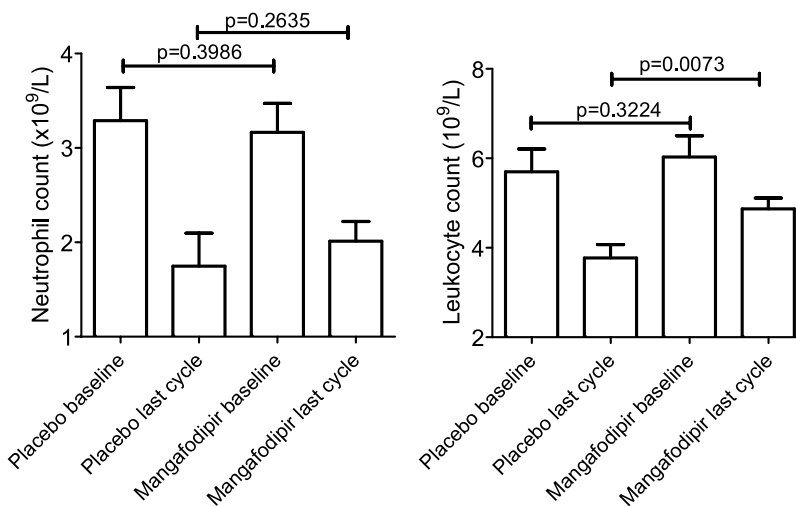 p=0.2635
p=0.3986
4
3
2
1
Neutrophil count (x10⁹/L)
Placebo baseline
Placebo last cycle
Mangafodipir baseline
Mangafodipir last cycle
p=0.0073
p=0.3224
8
6
4
2
Leukocyte count (10⁹/L)
Placebo baseline
Placebo last cycle
Mangafodipir baseline
Mangafodipir last cycle